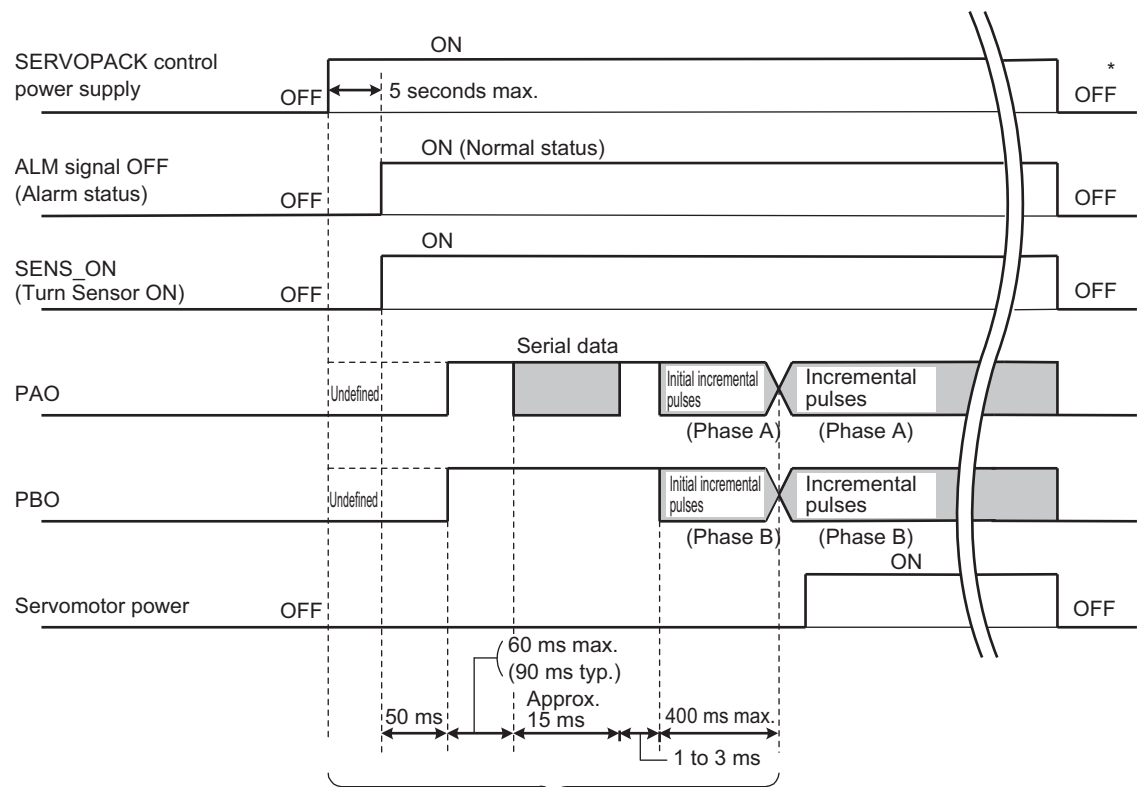 ON
SERVOPACK control
power supply
OFF
5 seconds max.
*
OFF
ON (Normal status)
ALM signal OFF
(Alarm status)
OFF
OFF
ON
SENS_ON
(Turn Sensor ON)
OFF
OFF
Serial data
PAO
Undefined
Initial incremental
pulses
Incremental
pulses
(Phase A)
(Phase A)
PBO
Undefined
Initial incremental
pulses
Incremental
pulses
(Phase B)
(Phase B)
ON
Servomotor power
OFF
OFF
60 ms max.
(90 ms typ.)
Approx.
50 ms
15 ms
400 ms max.
1 to 3 ms